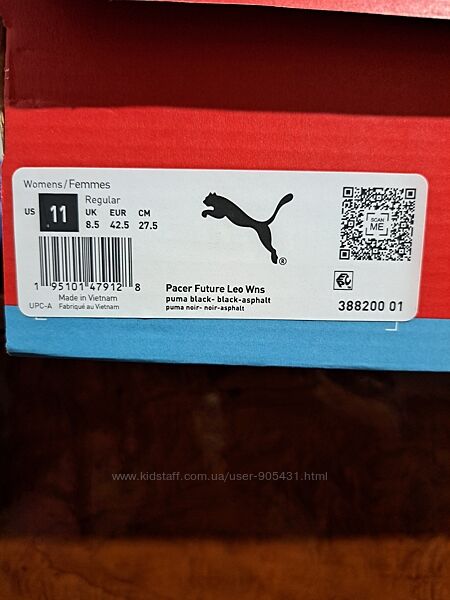 Womens/Femmes
Regular
US 11 UK EUR CM
8.5 42.5 27.5
SCAN
ME
®
1 95101 47912 8
UPC-A
Made in Vietnam
Fabriqué au Vietnam
Pacer Future Leo Wns
puma black- black-asphalt
puma noir- noir-asphalt
388200 01
www.kidstaff.com.ua/user-905431.html